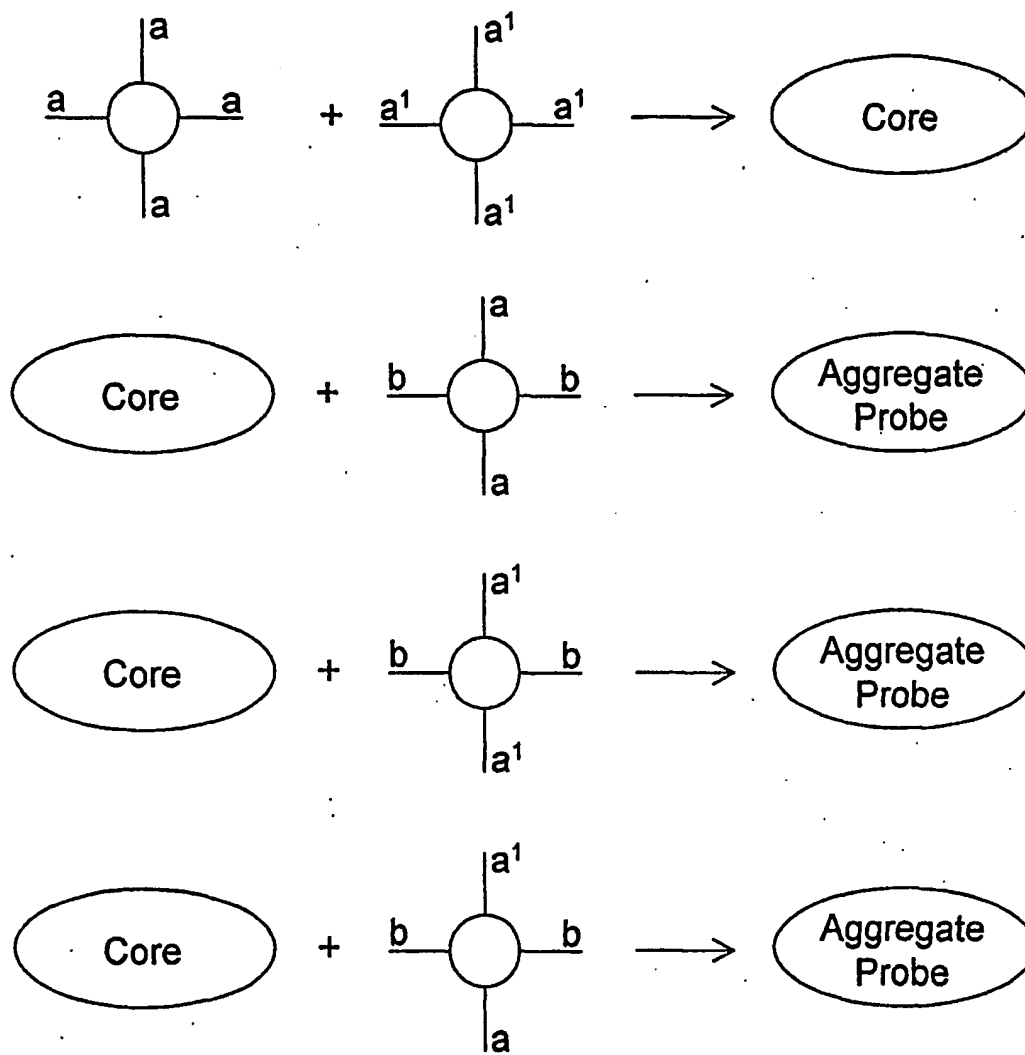 a
a a
a
+
a¹
a¹ a¹
a¹
Core
Core
+
a
b b
a
Aggregate
Probe
Core
+
a¹
b b
a¹
Aggregate
Probe
Core
+
a¹
b b
a
Aggregate
Probe